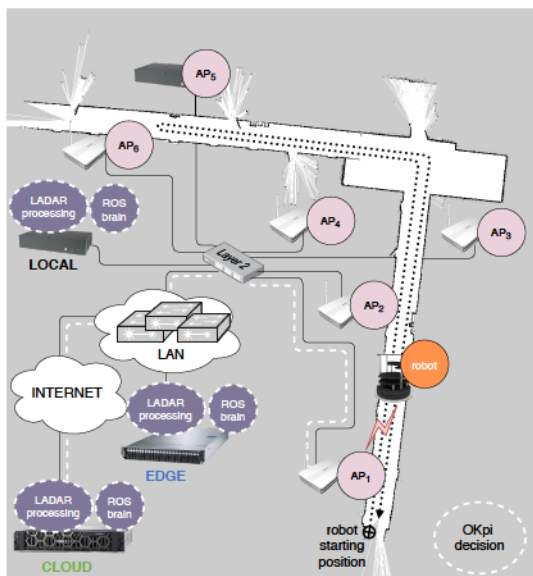 AP5
AP6
LADAR
processing
ROS
brain
AP4
AP3
LOCAL
Layer 2
AP2
LAN
robot
INTERNET
LADAR
processing
ROS
brain
EDGE
AP1
LADAR
processing
ROS
brain
robot
starting
position
OKpi
decision
CLOUD